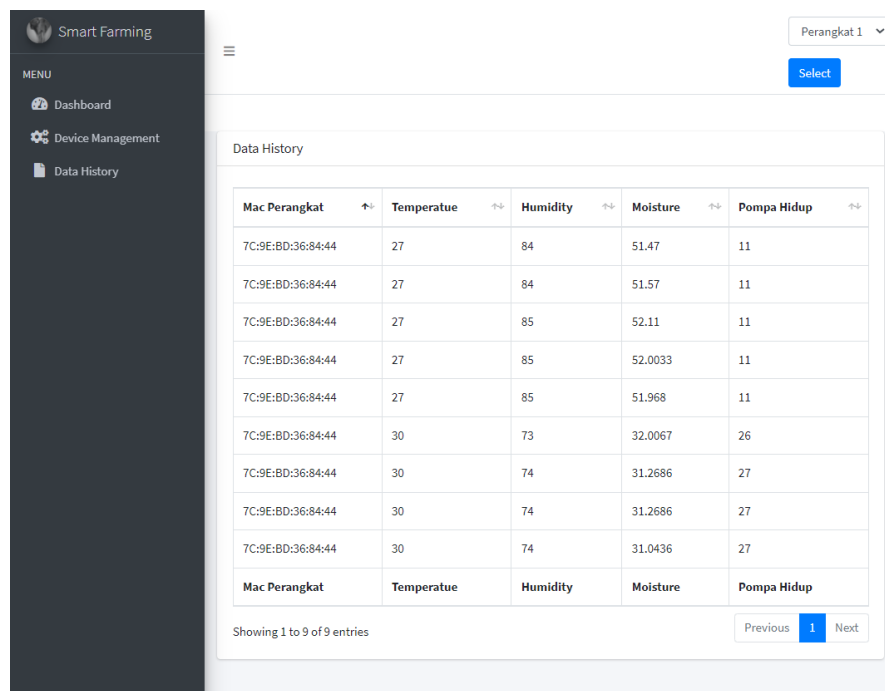 Smart Farming
MENU
Dashboard
Device Management
Data History
Perangkat 1
Select
Data History
Mac Perangkat Temperatue Humidity Moisture Pompa Hidup
7C:9E:BD:36:84:44 27 84 51.47 11
7C:9E:BD:36:84:44 27 84 51.57 11
7C:9E:BD:36:84:44 27 85 52.11 11
7C:9E:BD:36:84:44 27 85 52.0033 11
7C:9E:BD:36:84:44 27 85 51.968 11
7C:9E:BD:36:84:44 30 73 32.0067 26
7C:9E:BD:36:84:44 30 74 31.2686 27
7C:9E:BD:36:84:44 30 74 31.2686 27
7C:9E:BD:36:84:44 30 74 31.0436 27
Mac Perangkat Temperatue Humidity Moisture Pompa Hidup
Showing 1 to 9 of 9 entries
Previous 1 Next